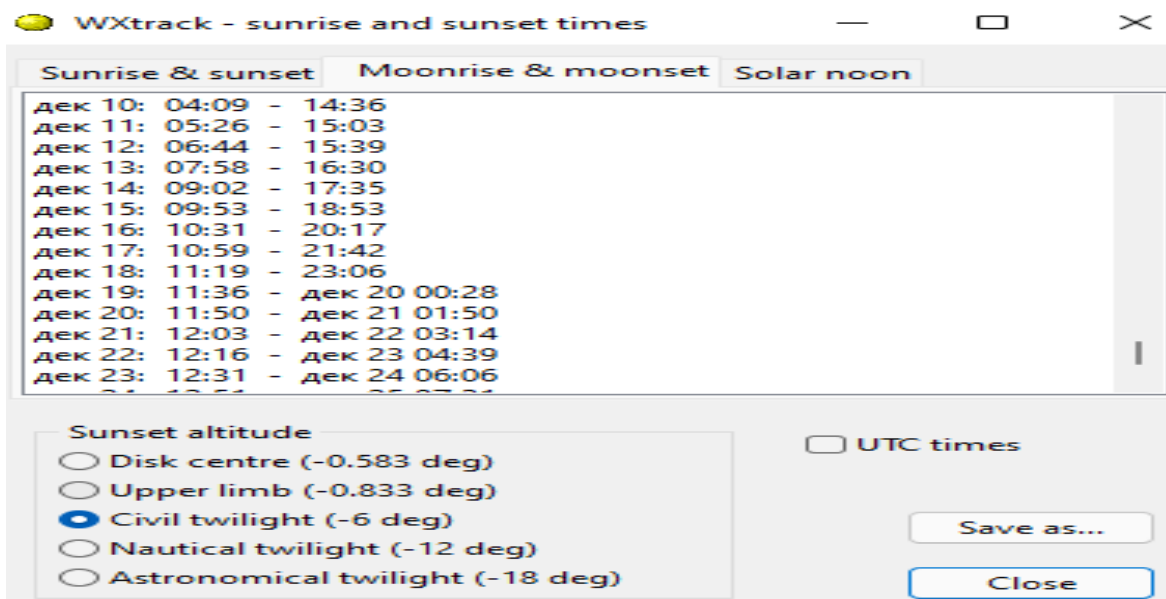 WXtrack - sunrise and sunset times
Sunrise & sunset Moonrise & moonset Solar noon
дек 10: 04:09 - 14:36
дек 11: 05:26 - 15:03
дек 12: 06:44 - 15:39
дек 13: 07:58 - 16:30
дек 14: 09:02 - 17:35
дек 15: 09:53 - 18:53
дек 16: 10:31 - 20:17
дек 17: 10:59 - 21:42
дек 18: 11:19 - 23:06
дек 19: 11:36 - дек 20 00:28
дек 20: 11:50 - дек 21 01:50
дек 21: 12:03 - дек 22 03:14
дек 22: 12:16 - дек 23 04:39
дек 23: 12:31 - дек 24 06:06
Sunset altitude
Disk centre (-0.583 deg)
UTC times
Upper limb (-0.833 deg)
Civil twilight (-6 deg)
Save as...
Nautical twilight (-12 deg)
Astronomical twilight (-18 deg)
Close